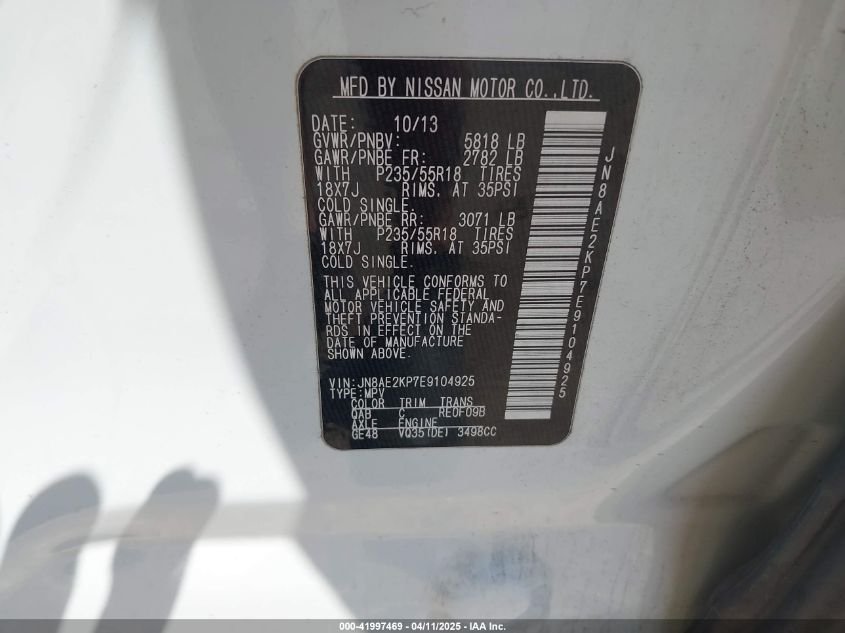 MFD BY NISSAN MOTOR CO.,LTD.
DATE: 10/13
GVWR/PNBV: 5818 LB
GAWR/PNBE FR: 2782 LB
WITH P235/55R18 TIRES
18X7J RIMS. AT 35PSI
COLD SINGLE.
GAWR/PNBE RR: 3071 LB
WITH P235/55R18 TIRES
18X7J RIMS. AT 35PSI
COLD SINGLE.
THIS VEHICLE CONFORMS TO
ALL APPLICABLE FEDERAL
MOTOR VEHICLE SAFETY AND
THEFT PREVENTION STANDA-
RDS IN EFFECT ON THE
DATE OF MANUFACTURE
SHOWN ABOVE.
VIN:JN8AE2KP7E9104925
TYPE:MPV
COLOR TRIM TRANS
QAB C RE0F09B
AXLE ENGINE
GE48 VQ35(DE) 3498CC
JN8AE2KP7E9104925
000-41997469 - 04/11/2025 - IAA Inc.